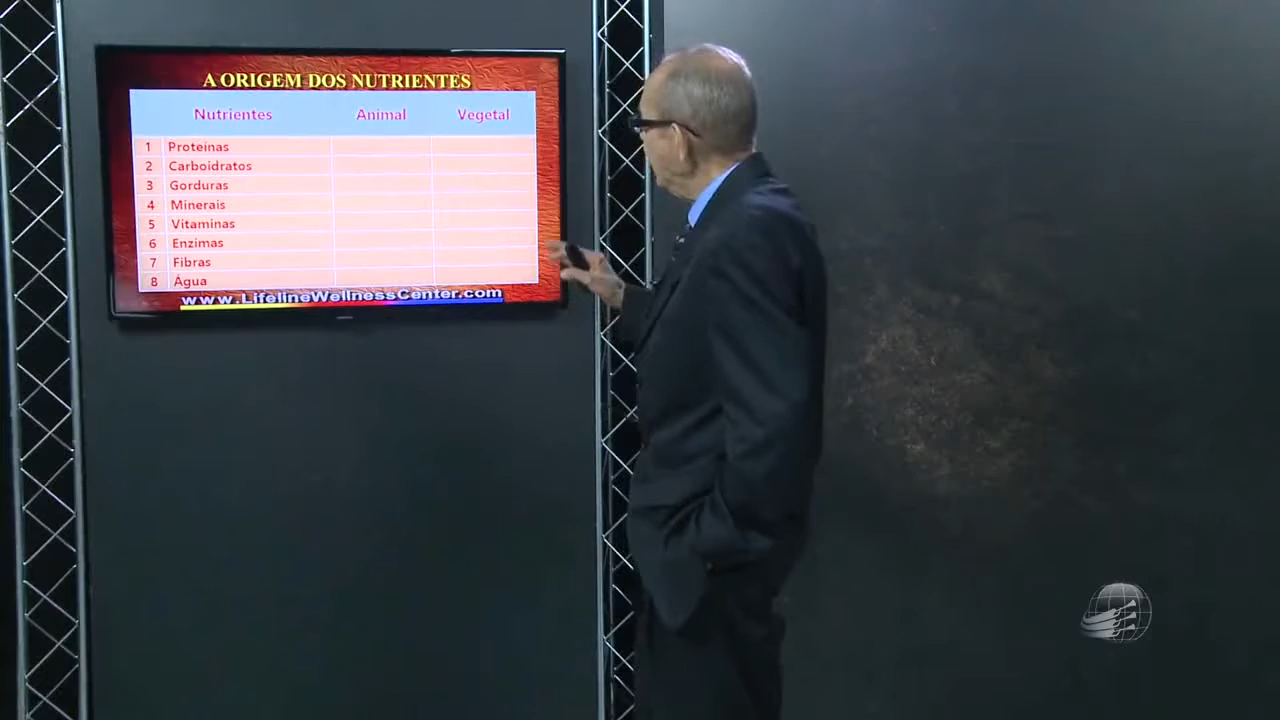 A ORIGEM DOS NUTRIENTES
Nutrientes Animal Vegetal
1 Proteínas
2 Carboidratos
3 Gorduras
4 Minerais
5 Vitaminas
6 Enzimas
7 Fibras
8 Água
www.LifelineWellnessCenter.com